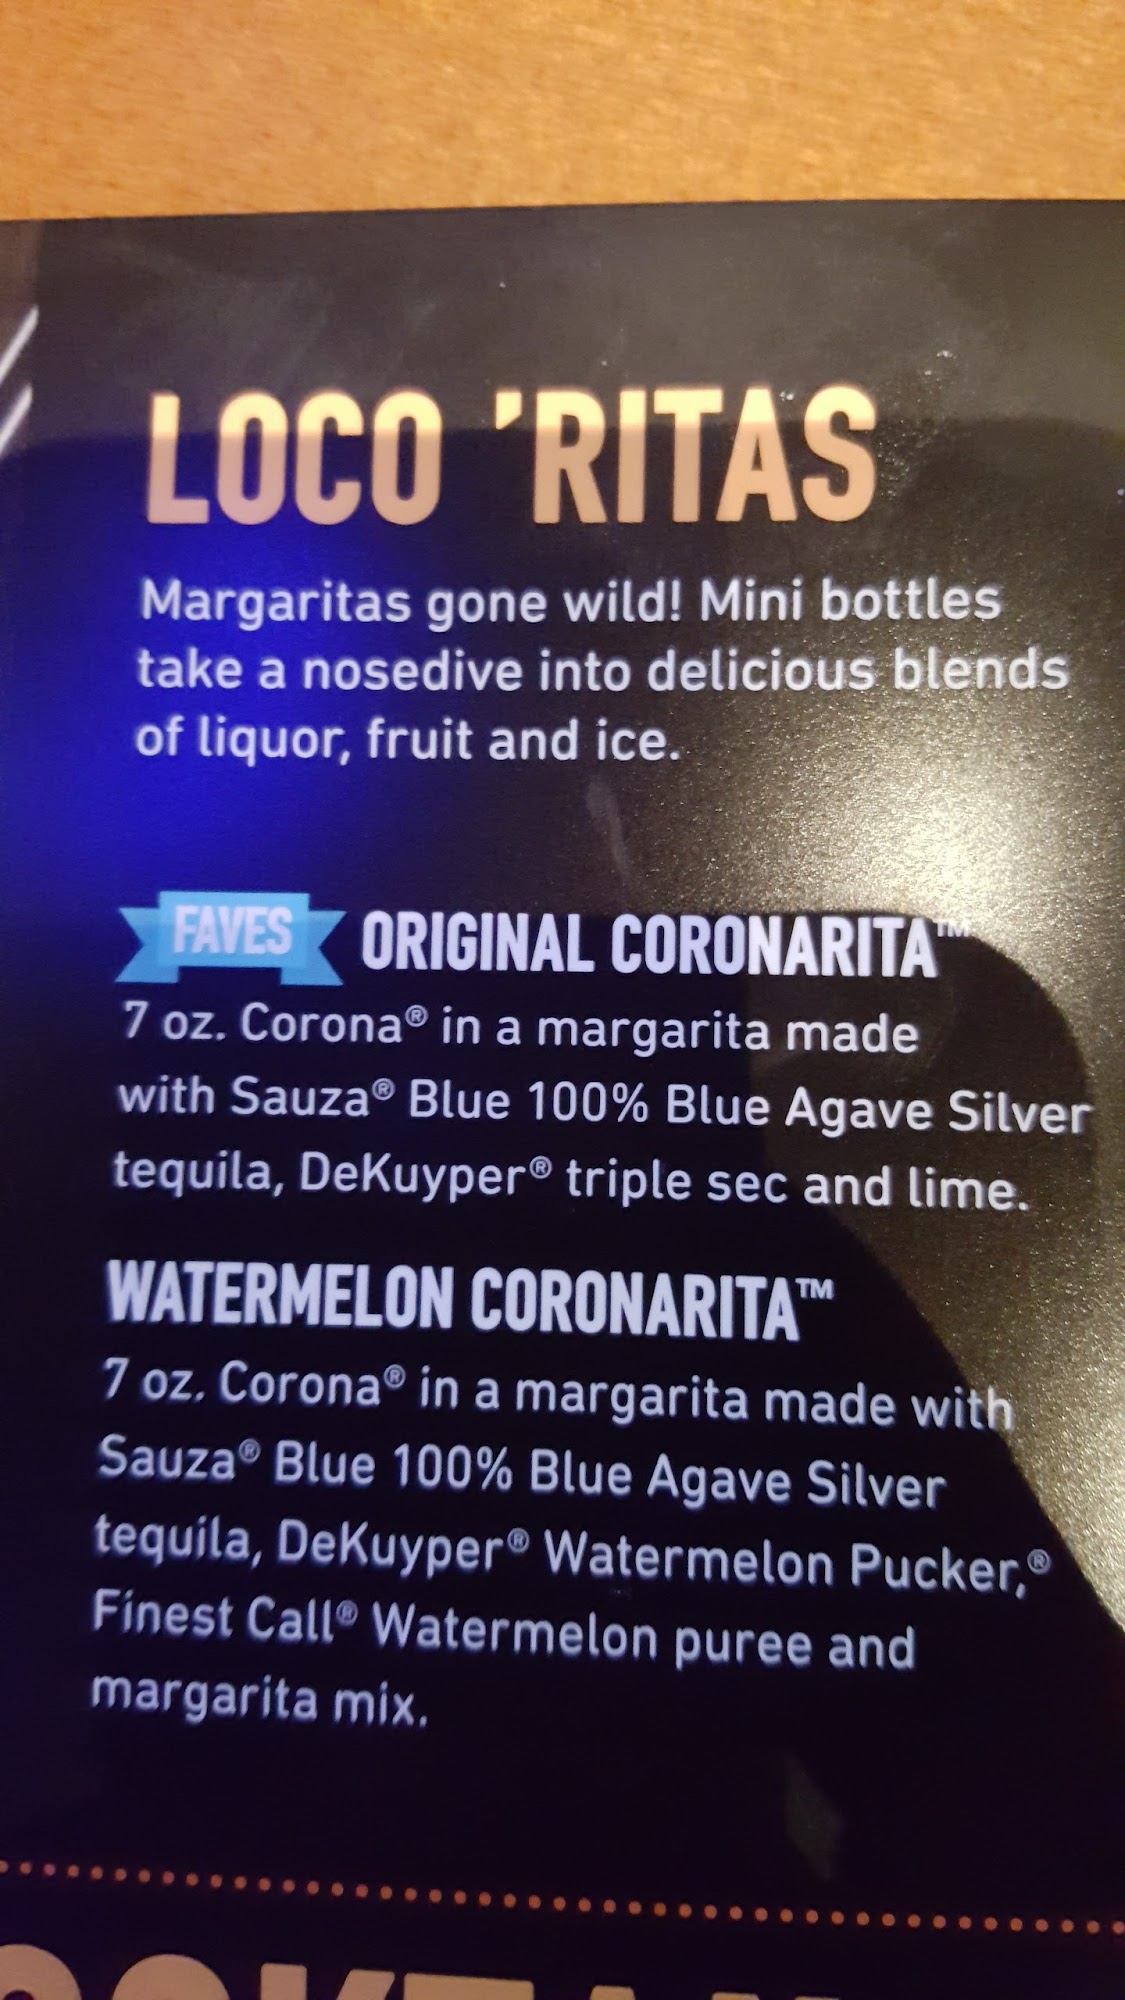 LOCO 'RITAS
Margaritas gone wild! Mini bottles
take a nosedive into delicious blends
of liquor, fruit and ice.
FAVES ORIGINAL CORONARITA™
7 oz. Corona® in a margarita made
with Sauza® Blue 100% Blue Agave Silver
tequila, DeKuyper® triple sec and lime.
WATERMELON CORONARITA™
7 oz. Corona® in a margarita made with
Sauza® Blue 100% Blue Agave Silver
tequila, DeKuyper® Watermelon Pucker,®
Finest Call® Watermelon puree and
margarita mix.